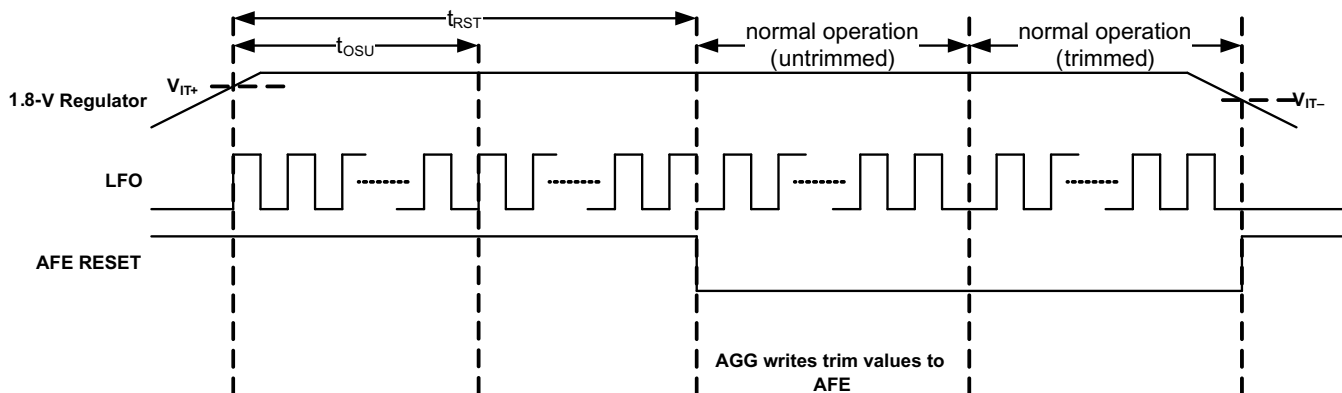 tRST
tOSU
normal operation
(untrimmed)
normal operation
(trimmed)
VIT+
1.8-V Regulator
VIT–
LFO
AFE RESET
AGG writes trim values to
AFE